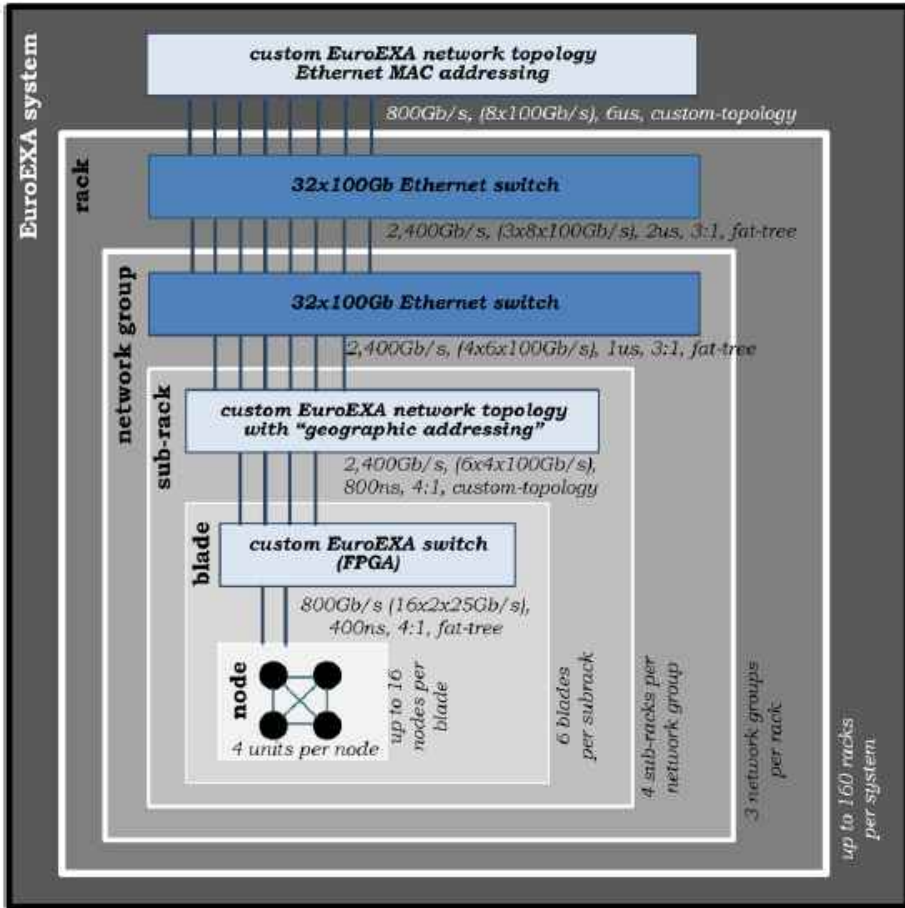 EuroEXA system
custom EuroEXA network topology
Ethernet MAC addressing
800Gb/s, (8x100Gb/s), 6us, custom-topology
rack
32x100Gb Ethernet switch
2,400Gb/s, (3x8x100Gb/s), 2us, 3:1, fat-tree
network group
32x100Gb Ethernet switch
2,400Gb/s, (4x6x100Gb/s), 1us, 3:1, fat-tree
sub-rack
custom EuroEXA network topology
with "geographic addressing"
2,400Gb/s, (6x4x100Gb/s),
800ns, 4:1, custom-topology
blade
custom EuroEXA switch
(FPGA)
800Gb/s (16x2x25Gb/s),
400ns, 4:1, fat-tree
node
4 units per node
up to 16
nodes per
blade
6 blades
per subrack
4 sub-racks per
network group
3 network groups
per rack
up to 160 racks
per system